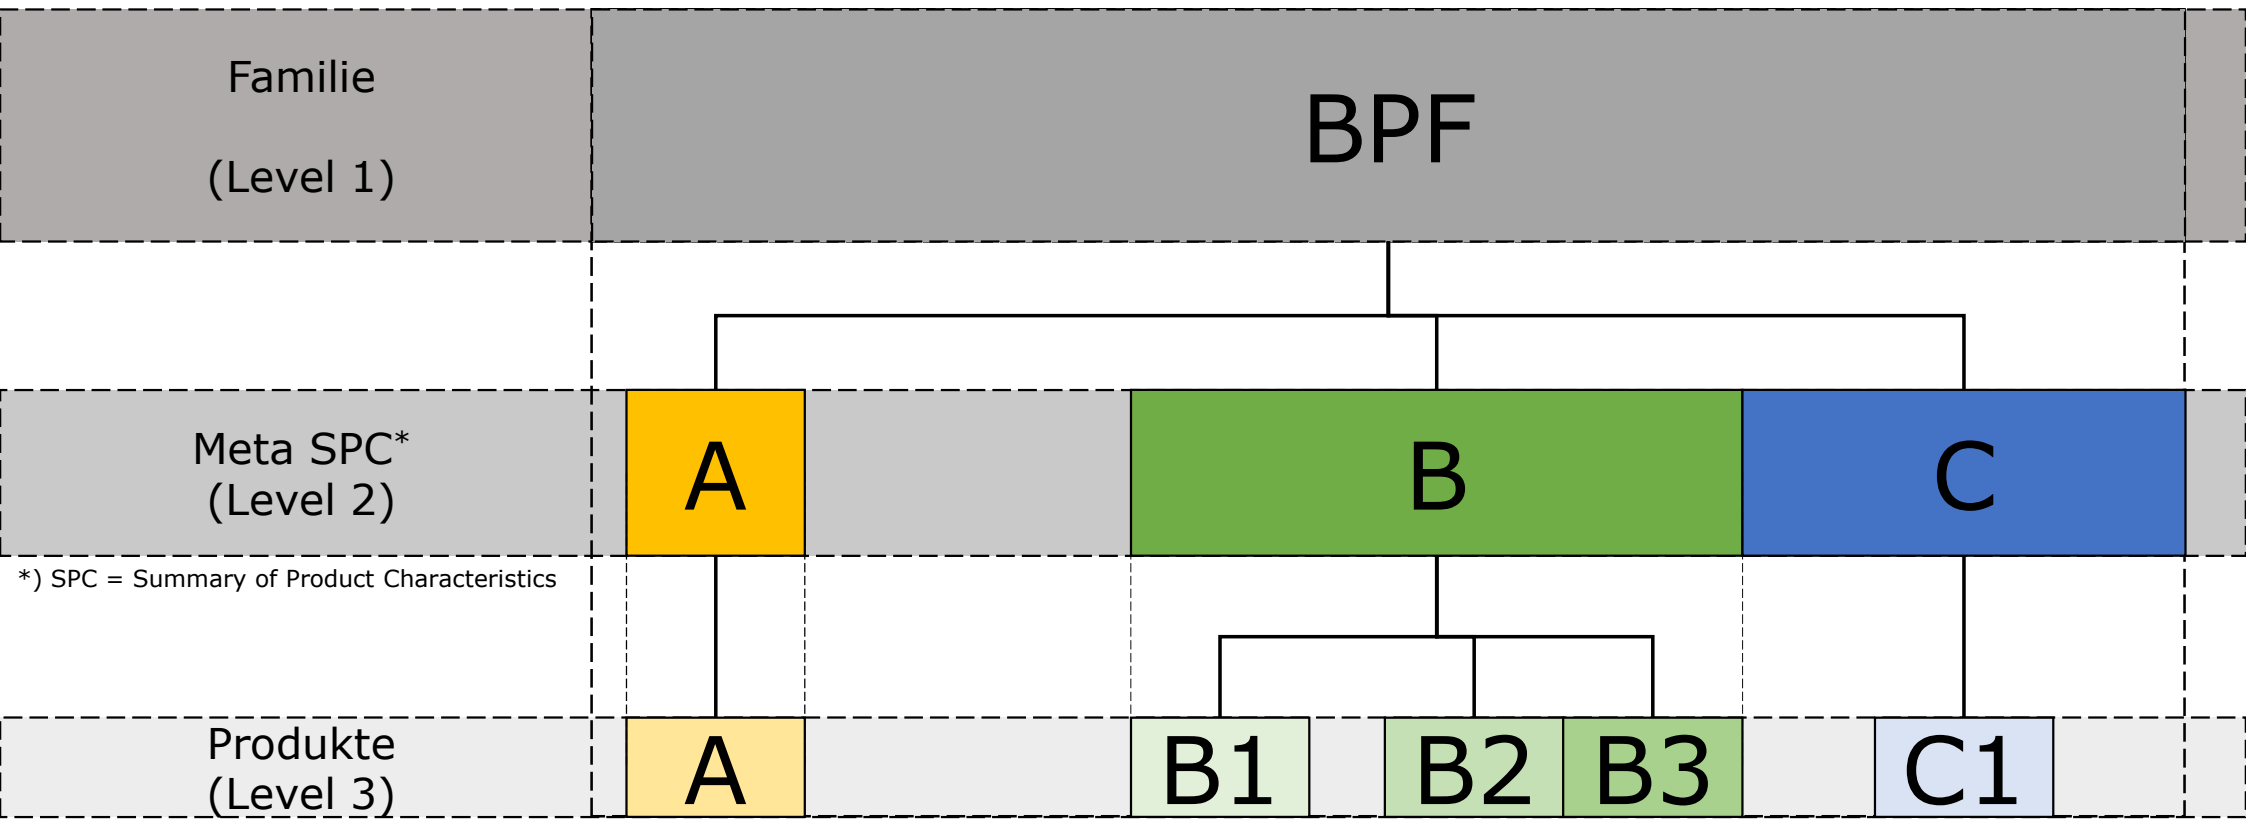 Familie
(Level 1)
BPF
Meta SPC*
(Level 2)
A
B
C
*) SPC = Summary of Product Characteristics
Produkte
(Level 3)
A
B1
B2
B3
C1